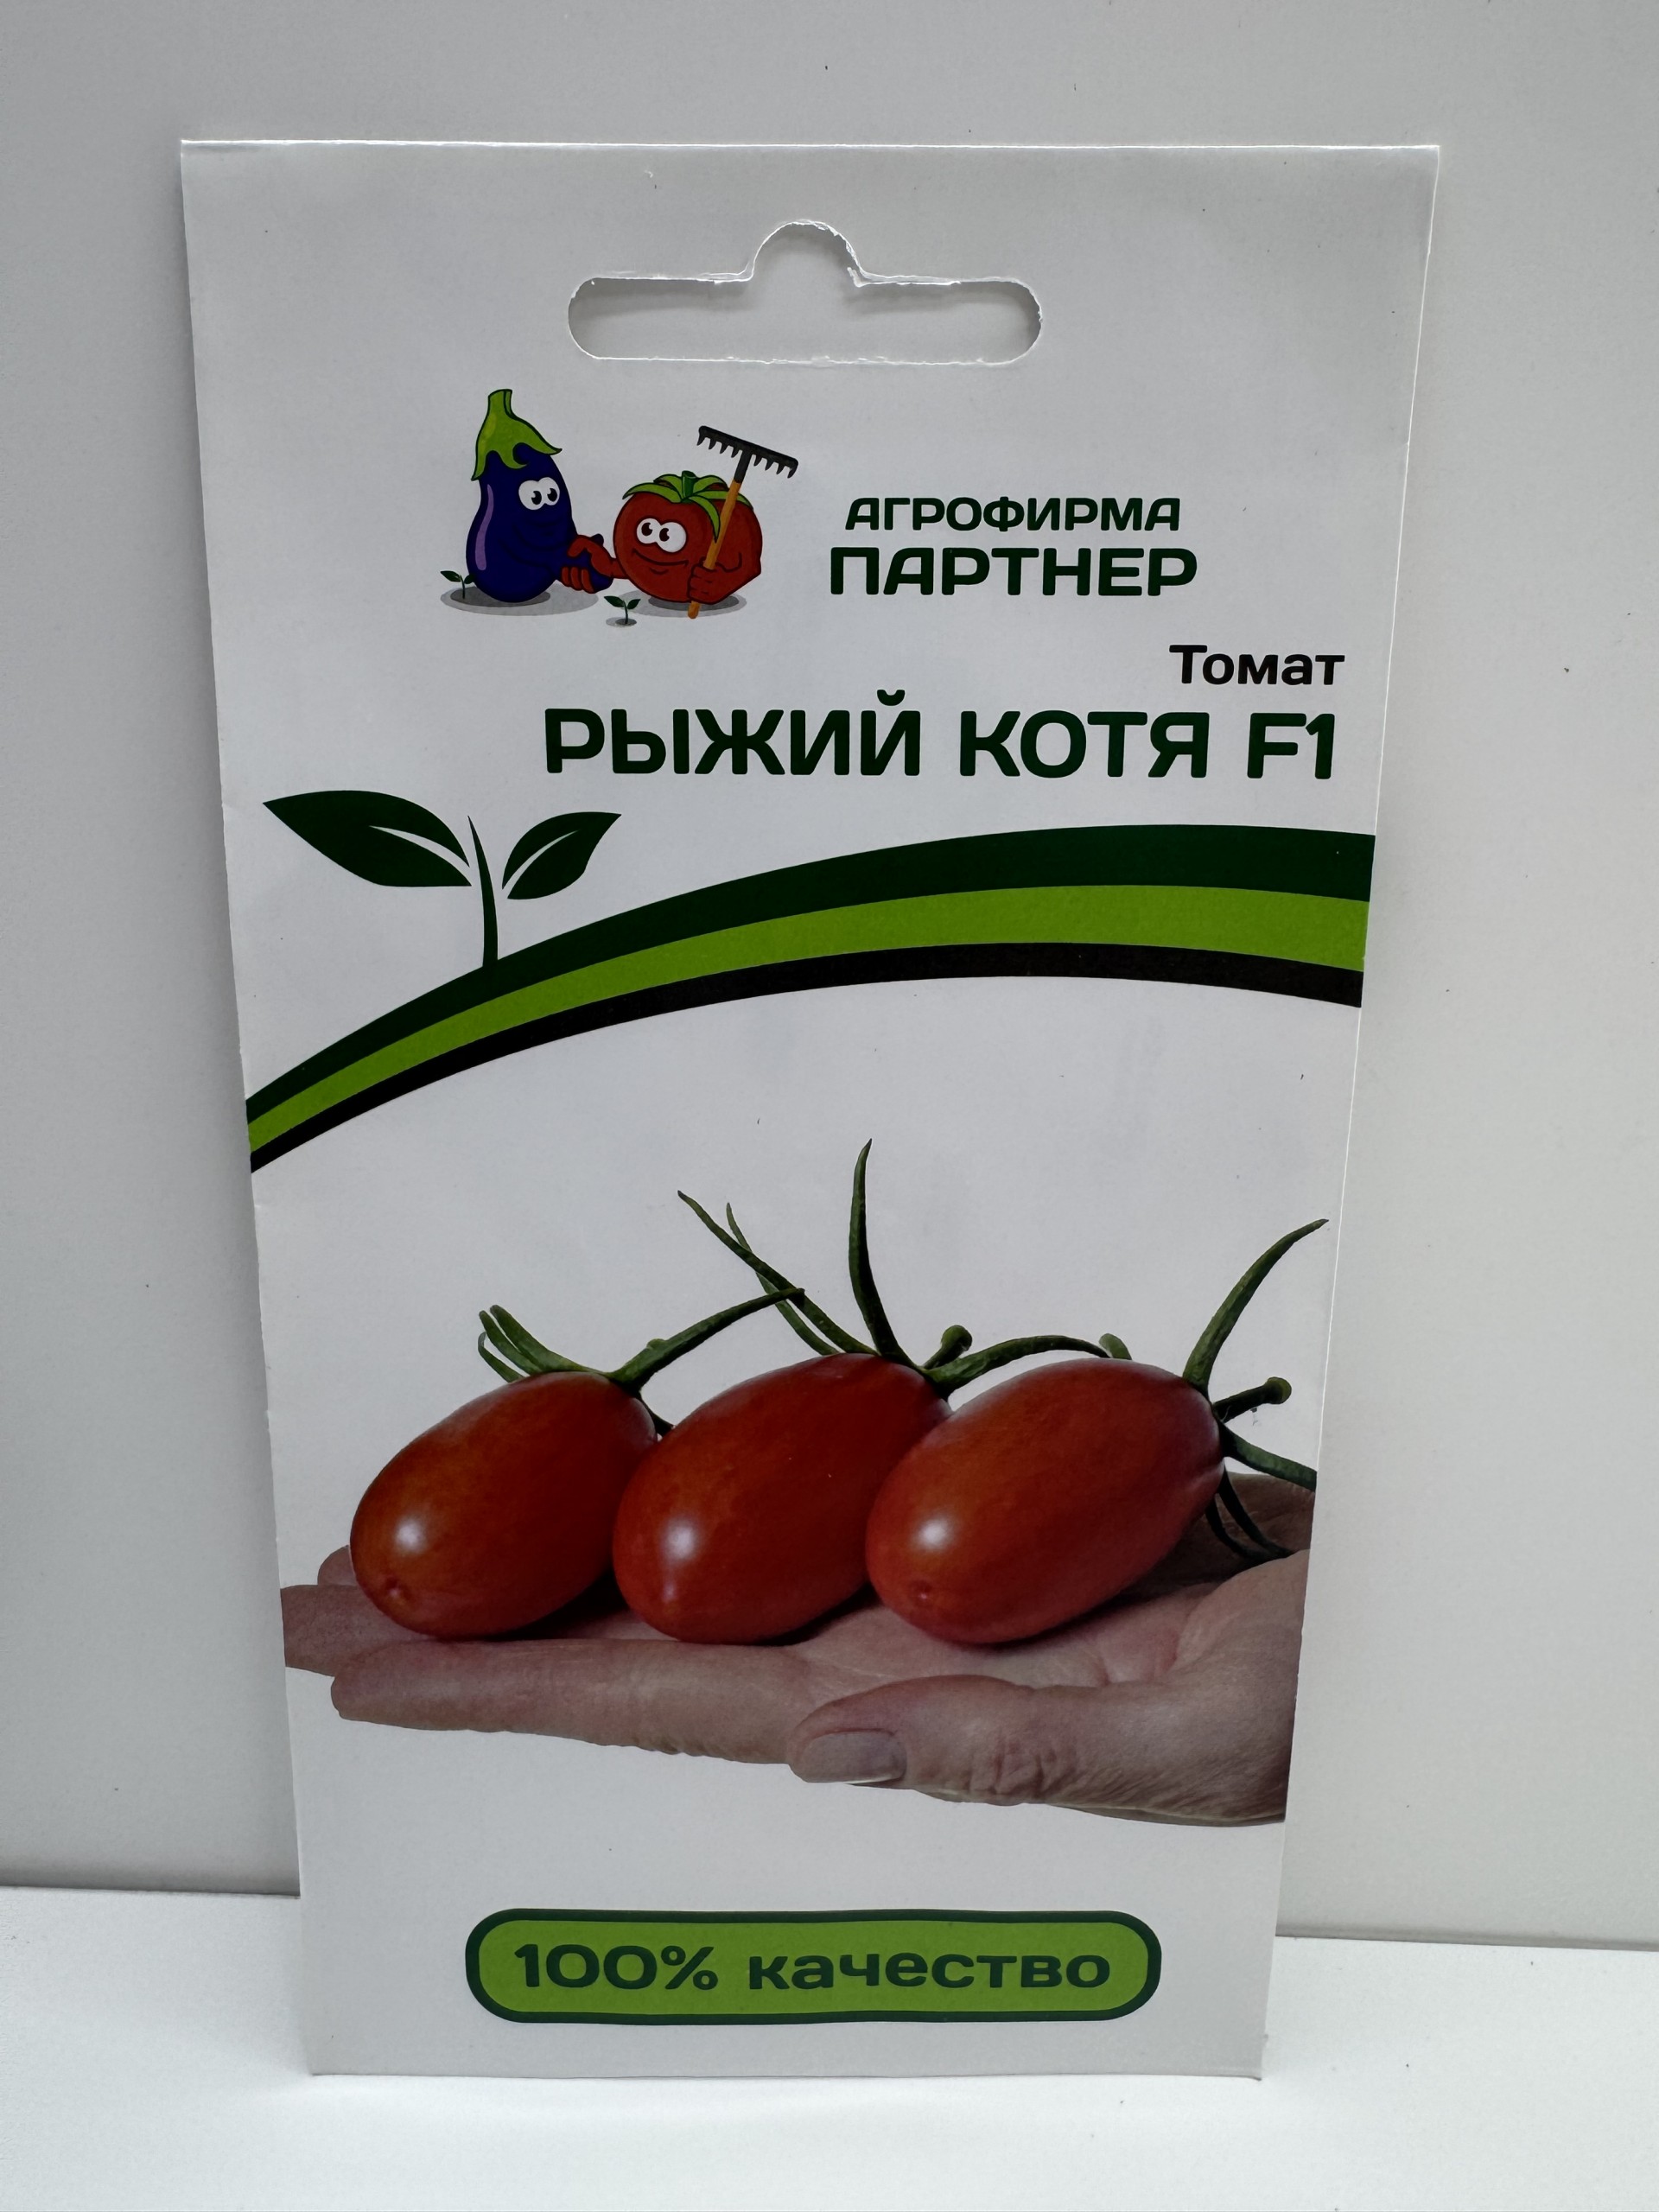 АГРОФИРМА
ПАРТНЕР
Томат
РЫЖИЙ КОТЯ F1
100% качество